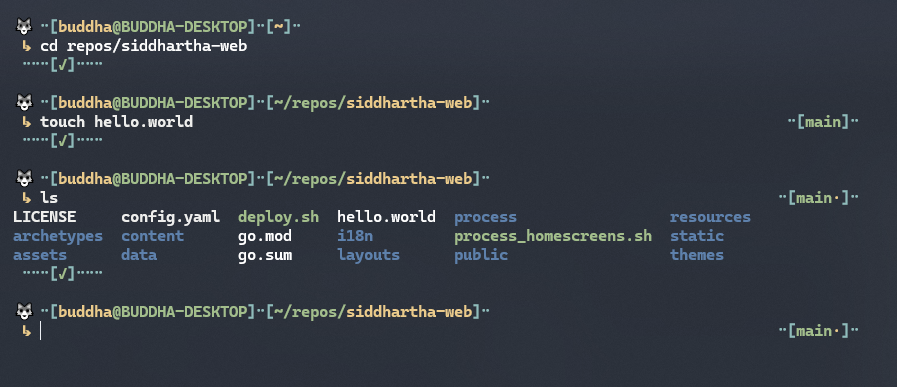 🐺 ··[buddha@BUDDHA-DESKTOP]··[~]··
↳ cd repos/siddhartha-web
·····[✓]·····
🐺 ··[buddha@BUDDHA-DESKTOP]··[~/repos/siddhartha-web]··
↳ touch hello.world ··[main]··
·····[✓]·····
🐺 ··[buddha@BUDDHA-DESKTOP]··[~/repos/siddhartha-web]··
↳ ls ··[main·]··
LICENSE config.yaml deploy.sh hello.world process resources
archetypes content go.mod i18n process_homescreens.sh static
assets data go.sum layouts public themes
·····[✓]·····
🐺 ··[buddha@BUDDHA-DESKTOP]··[~/repos/siddhartha-web]··
↳ ··[main·]··